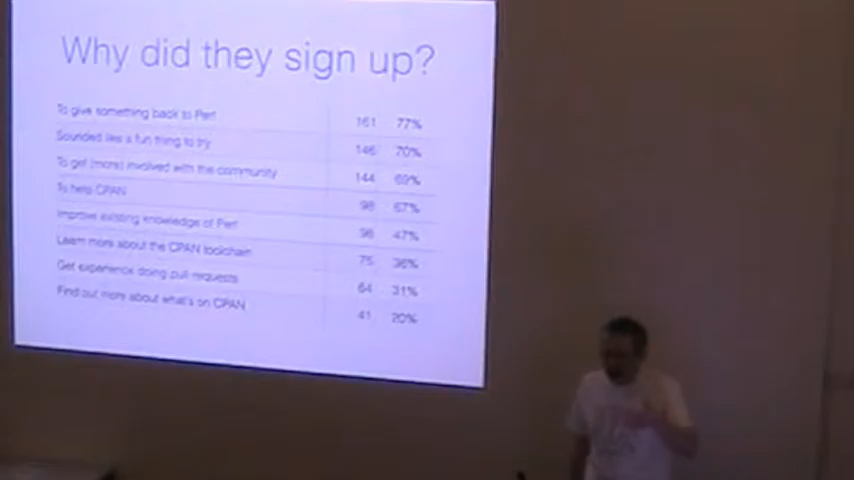 Why did they sign up?
To give something back to Perl 161 77%
Sounded like a fun thing to try 146 70%
To get (more) involved with the community 144 69%
To help CPAN 98
Improve existing knowledge of Perl 98 47%
Learn more about the CPAN toolchain 75 36%
Get experience doing pull requests 64 31%
Find out more about what's on CPAN 41 20%